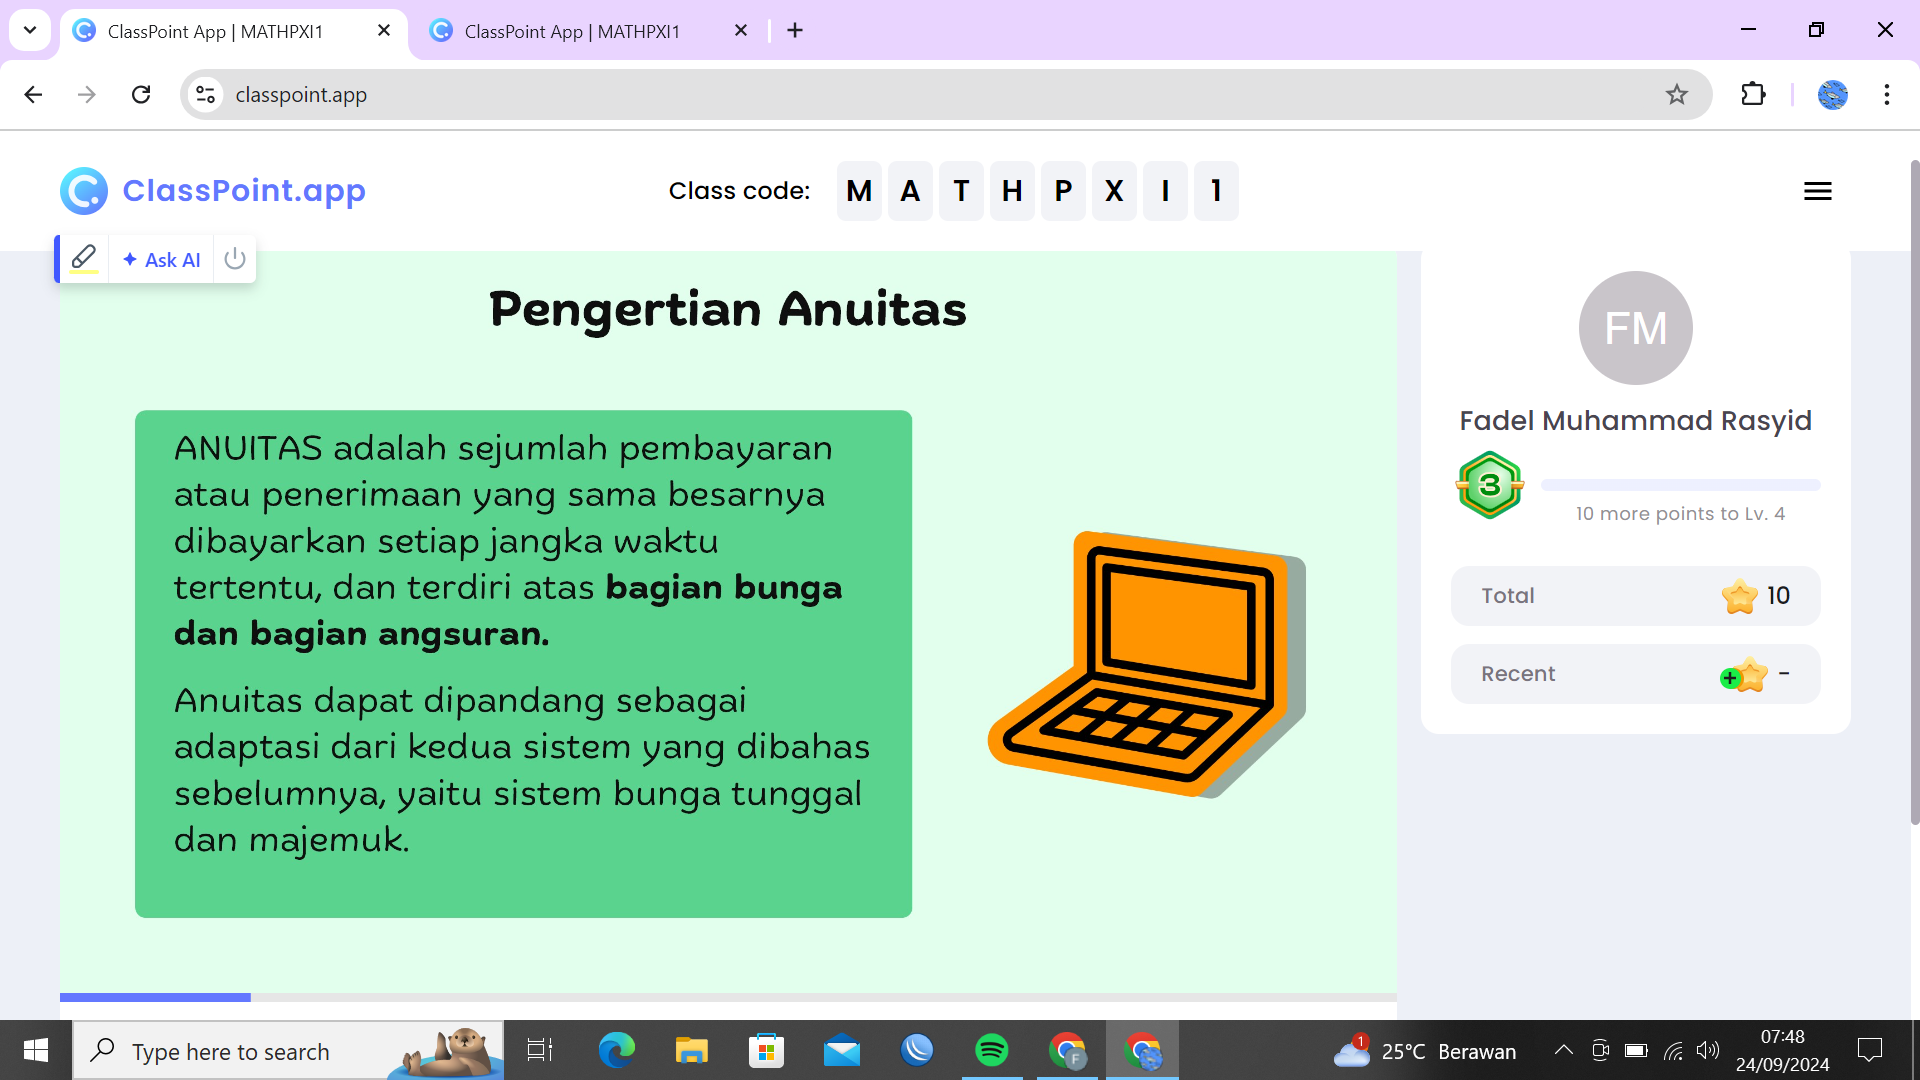 ClassPoint App | MATHPXI1
ClassPoint App | MATHPXI1
classpoint.app
ClassPoint.app
Class code: M A T H P X I 1
Ask AI
Pengertian Anuitas
ANUITAS adalah sejumlah pembayaran
atau penerimaan yang sama besarnya
dibayarkan setiap jangka waktu
tertentu, dan terdiri atas bagian bunga
dan bagian angsuran.
Anuitas dapat dipandang sebagai
adaptasi dari kedua sistem yang dibahas
sebelumnya, yaitu sistem bunga tunggal
dan majemuk.
FM
Fadel Muhammad Rasyid
3
10 more points to Lv. 4
Total 10
Recent + -
Type here to search
F
1
25°C Berawan
07:48
24/09/2024